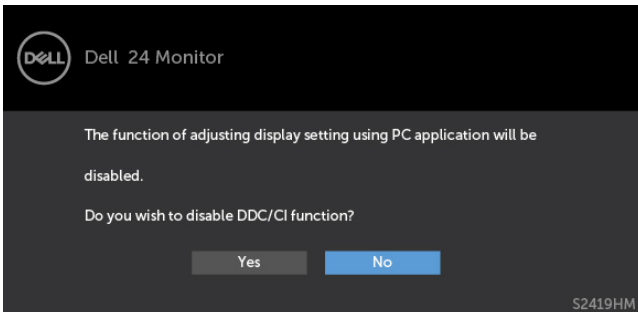 DELL
Dell 24 Monitor
The function of adjusting display setting using PC application will be
disabled.
Do you wish to disable DDC/CI function?
Yes
No
S2419HM